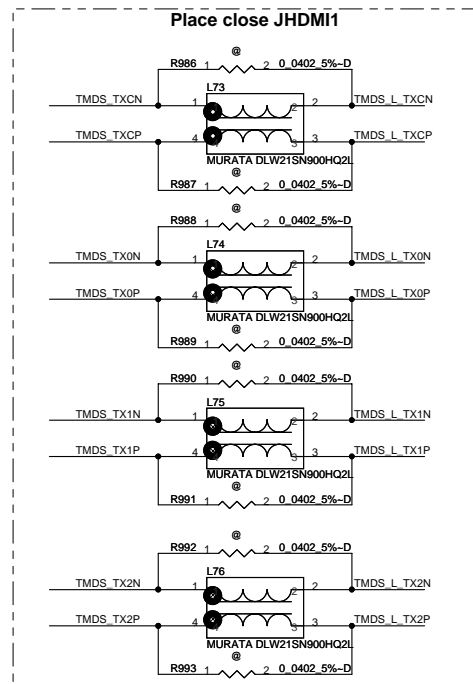 Place close JHDMI1
@
R986 1 2 0_0402_5%~D
L73
TMDS_TXCN 1 2 2 TMDS_L_TXCN
TMDS_TXCP 4 3 3 TMDS_L_TXCP
MURATA DLW21SN900HQ2L
@
R987 1 2 0_0402_5%~D
@
R988 1 2 0_0402_5%~D
L74
TMDS_TX0N 1 2 2 TMDS_L_TX0N
TMDS_TX0P 4 3 3 TMDS_L_TX0P
MURATA DLW21SN900HQ2L
@
R989 1 2 0_0402_5%~D
@
R990 1 2 0_0402_5%~D
L75
TMDS_TX1N 1 2 2 TMDS_L_TX1N
TMDS_TX1P 4 3 3 TMDS_L_TX1P
MURATA DLW21SN900HQ2L
@
R991 1 2 0_0402_5%~D
@
R992 1 2 0_0402_5%~D
L76
TMDS_TX2N 1 2 2 TMDS_L_TX2N
TMDS_TX2P 4 3 3 TMDS_L_TX2P
MURATA DLW21SN900HQ2L
@
R993 1 2 0_0402_5%~D